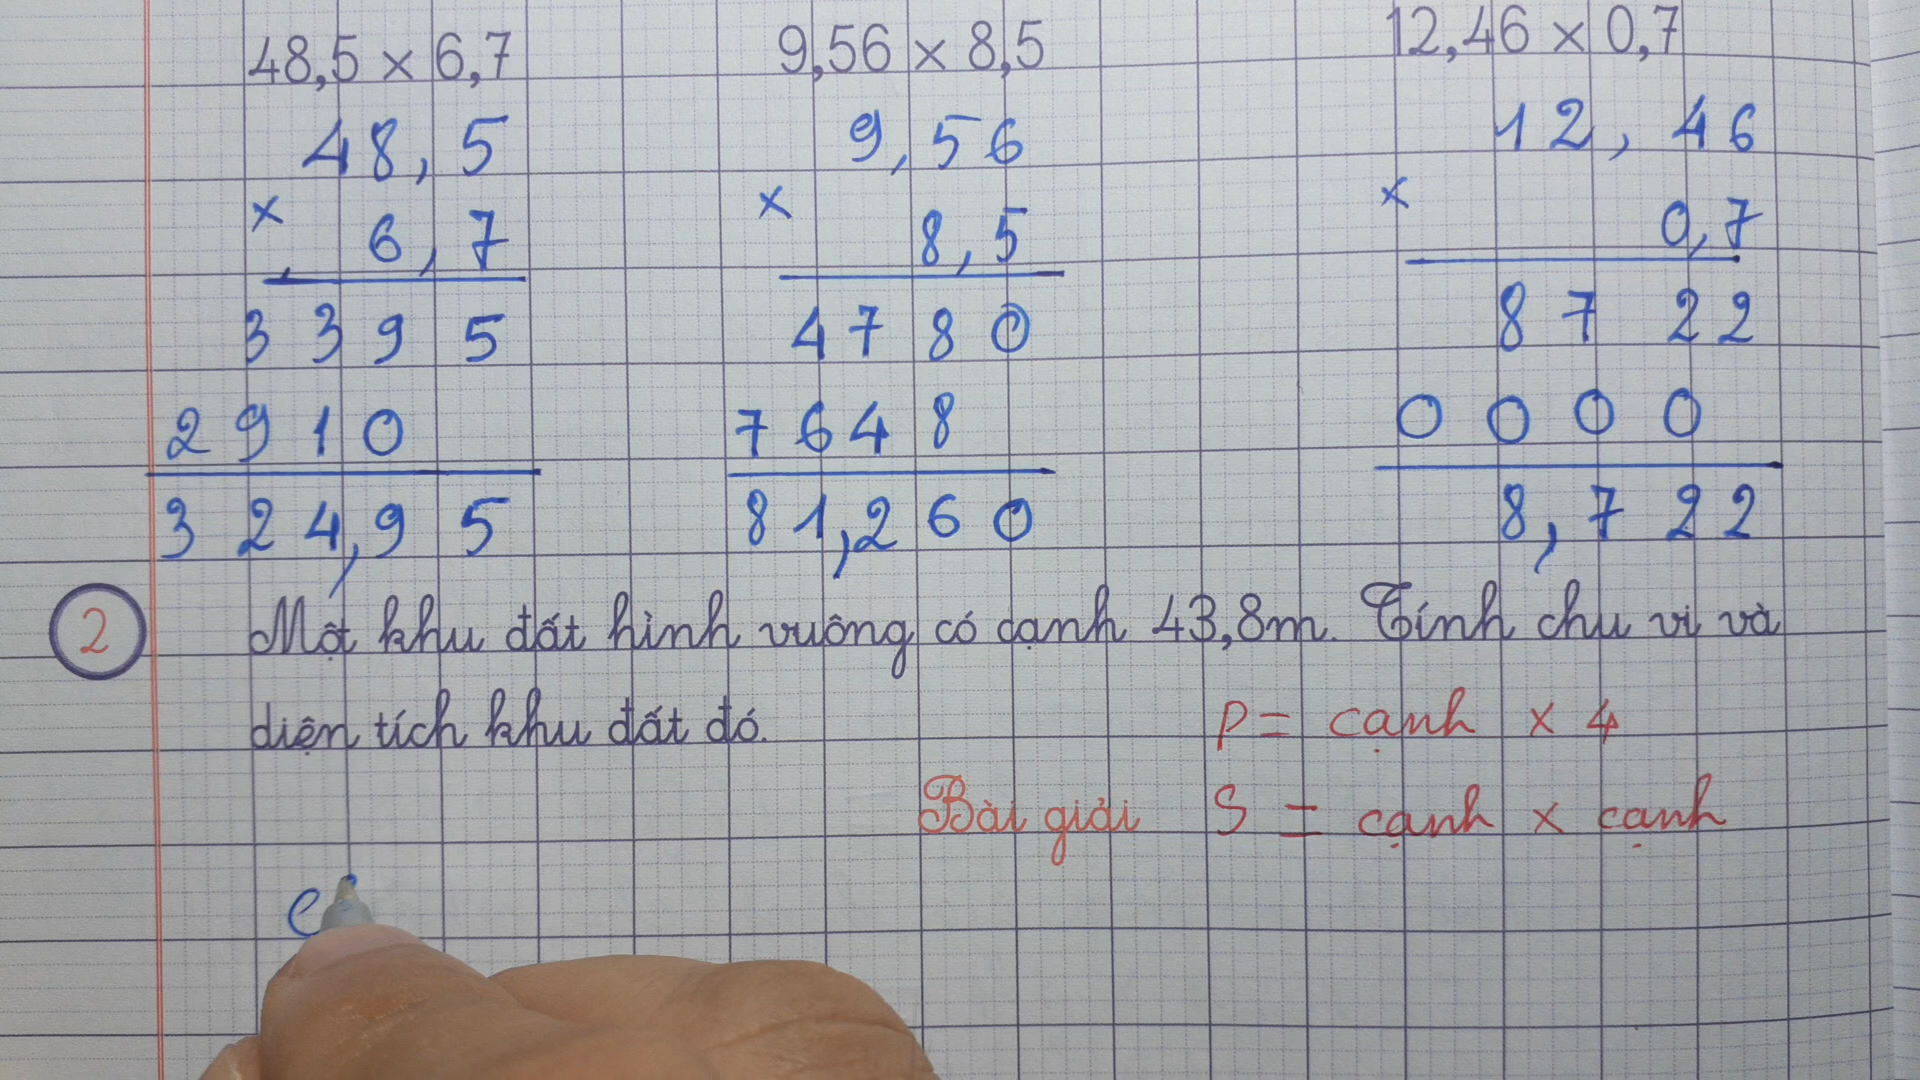 48,5 x 6,7
48,5
x
6,7
3395
2910
324,95
9,56 x 8,5
9,56
x
8,5
4780
7648
81,260
12,46 x 0,7
12,46
x
0,7
8722
0000
8,722
2 Một khu đất hình vuông có cạnh 43,8m. Tính chu vi và
diện tích khu đất đó.
P = cạnh x 4
Bài giải S = cạnh x cạnh
C